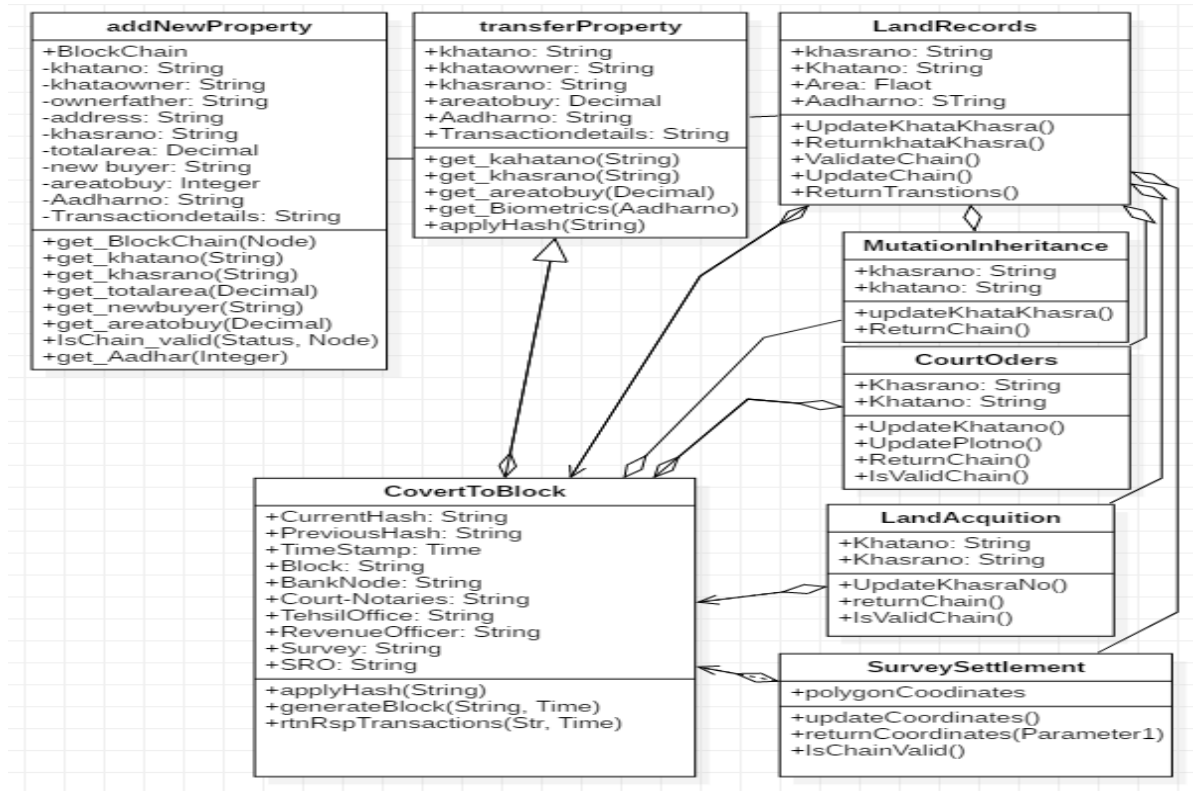 addNewProperty
+BlockChain
-khatano: String
-khataowner: String
-ownerfather: String
-address: String
-khasrano: String
-totalarea: Decimal
-new buyer: String
-areatobuy: Integer
-Aadharno: String
-Transactiondetails: String
+get_BlockChain(Node)
+get_khatano(String)
+get_khasrano(String)
+get_totalarea(Decimal)
+get_newbuyer(String)
+get_areatobuy(Decimal)
+IsChain_valid(Status, Node)
+get_Aadhar(Integer)
transferProperty
+khatano: String
+khataowner: String
+khasrano: String
+areatobuy: Decimal
+Aadharno: String
+Transactiondetails: String
+get_kahatano(String)
+get_khasrano(String)
+get_areatobuy(Decimal)
+get_Biometrics(Aadharno)
+applyHash(String)
LandRecords
+khasrano: String
+Khatano: String
+Area: Flaot
+Aadharno: STring
+UpdateKhataKhasra()
+ReturnkhataKhasra()
+ValidateChain()
+UpdateChain()
+ReturnTranstions()
MutationInheritance
+khasrano: String
+khatano: String
+updateKhataKhasra()
+ReturnChain()
CourtOders
+Khasrano: String
+Khatano: String
+UpdateKhatano()
+UpdatePlotno()
+ReturnChain()
+IsValidChain()
CovertToBlock
+CurrentHash: String
+PreviousHash: String
+TimeStamp: Time
+Block: String
+BankNode: String
+Court-Notaries: String
+TehsilOffice: String
+RevenueOfficer: String
+Survey: String
+SRO: String
+applyHash(String)
+generateBlock(String, Time)
+rtnRspTransactions(Str, Time)
LandAcquition
+Khatano: String
+Khasrano: String
+UpdateKhasraNo()
+returnChain()
+IsValidChain()
SurveySettlement
+polygonCoodinates
+updateCoordinates()
+returnCoordinates(Parameter1)
+IsChainValid()